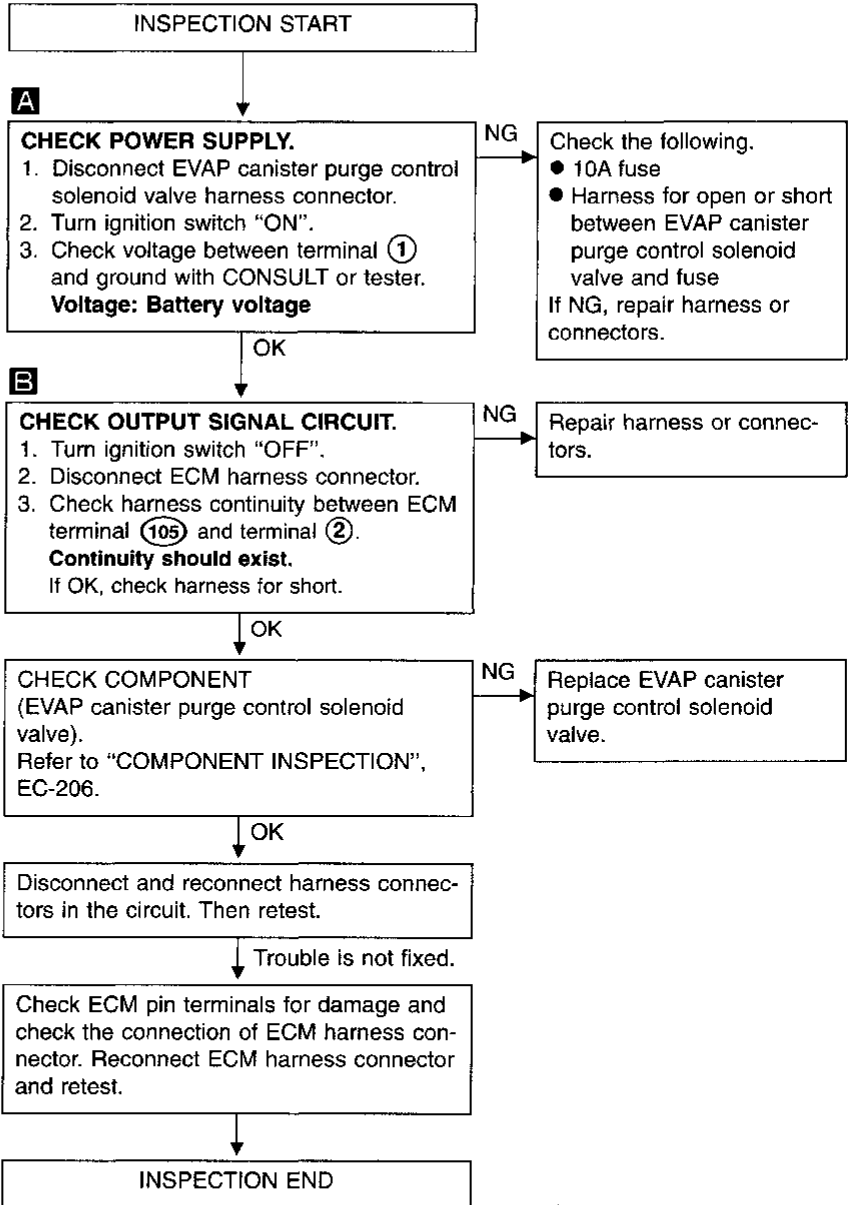 INSPECTION START
A
CHECK POWER SUPPLY.
1. Disconnect EVAP canister purge control
solenoid valve harness connector.
2. Turn ignition switch “ON”.
3. Check voltage between terminal ①
and ground with CONSULT or tester.
Voltage: Battery voltage
NG
Check the following.
● 10A fuse
● Harness for open or short
between EVAP canister
purge control solenoid
valve and fuse
If NG, repair harness or
connectors.
OK
B
CHECK OUTPUT SIGNAL CIRCUIT.
1. Turn ignition switch “OFF”.
2. Disconnect ECM harness connector.
3. Check harness continuity between ECM
terminal (105) and terminal ②.
Continuity should exist.
If OK, check harness for short.
NG
Repair harness or connec-
tors.
OK
CHECK COMPONENT
(EVAP canister purge control solenoid
valve).
Refer to “COMPONENT INSPECTION”,
EC-206.
NG
Replace EVAP canister
purge control solenoid
valve.
OK
Disconnect and reconnect harness connec-
tors in the circuit. Then retest.
Trouble is not fixed.
Check ECM pin terminals for damage and
check the connection of ECM harness con-
nector. Reconnect ECM harness connector
and retest.
INSPECTION END